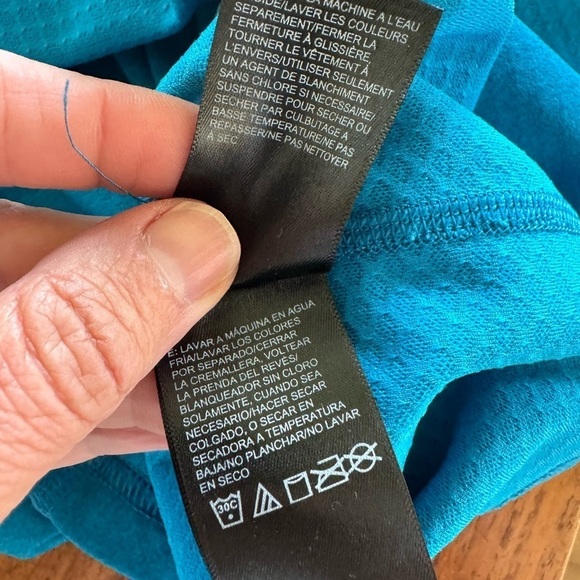 MACHINE A L'EAU
LAVER LES COULEURS
SEPAREMENT/FERMER LA
FERMETURE À GLISSIÈRE
TOURNER LE VÊTEMENT À
L'ENVERS/UTILISER SEULEMENT
UN AGENT DE BLANCHIMENT
SANS CHLORE SI NECESSAIRE/
SUSPENDRE POUR SECHER OU
SECHER PAR CULBUTAGE A
BASSE TEMPERATURE/NE PAS
REPASSER/NE PAS NETTOYER
À SEC
E: LAVAR A MÁQUINA EN AGUA
FRÍA/LAVAR LOS COLORES
POR SEPARADO/CERRAR
LA CREMALLERA, VOLTEAR
LA PRENDA DEL REVÉS/
BLANQUEADOR SIN CLORO
SOLAMENTE, CUANDO SEA
NECESARIO/HACER SECAR
COLGADO, O SECAR EN
SECADORA A TEMPERATURA
BAJA/NO PLANCHAR/NO LAVAR
EN SECO
30C